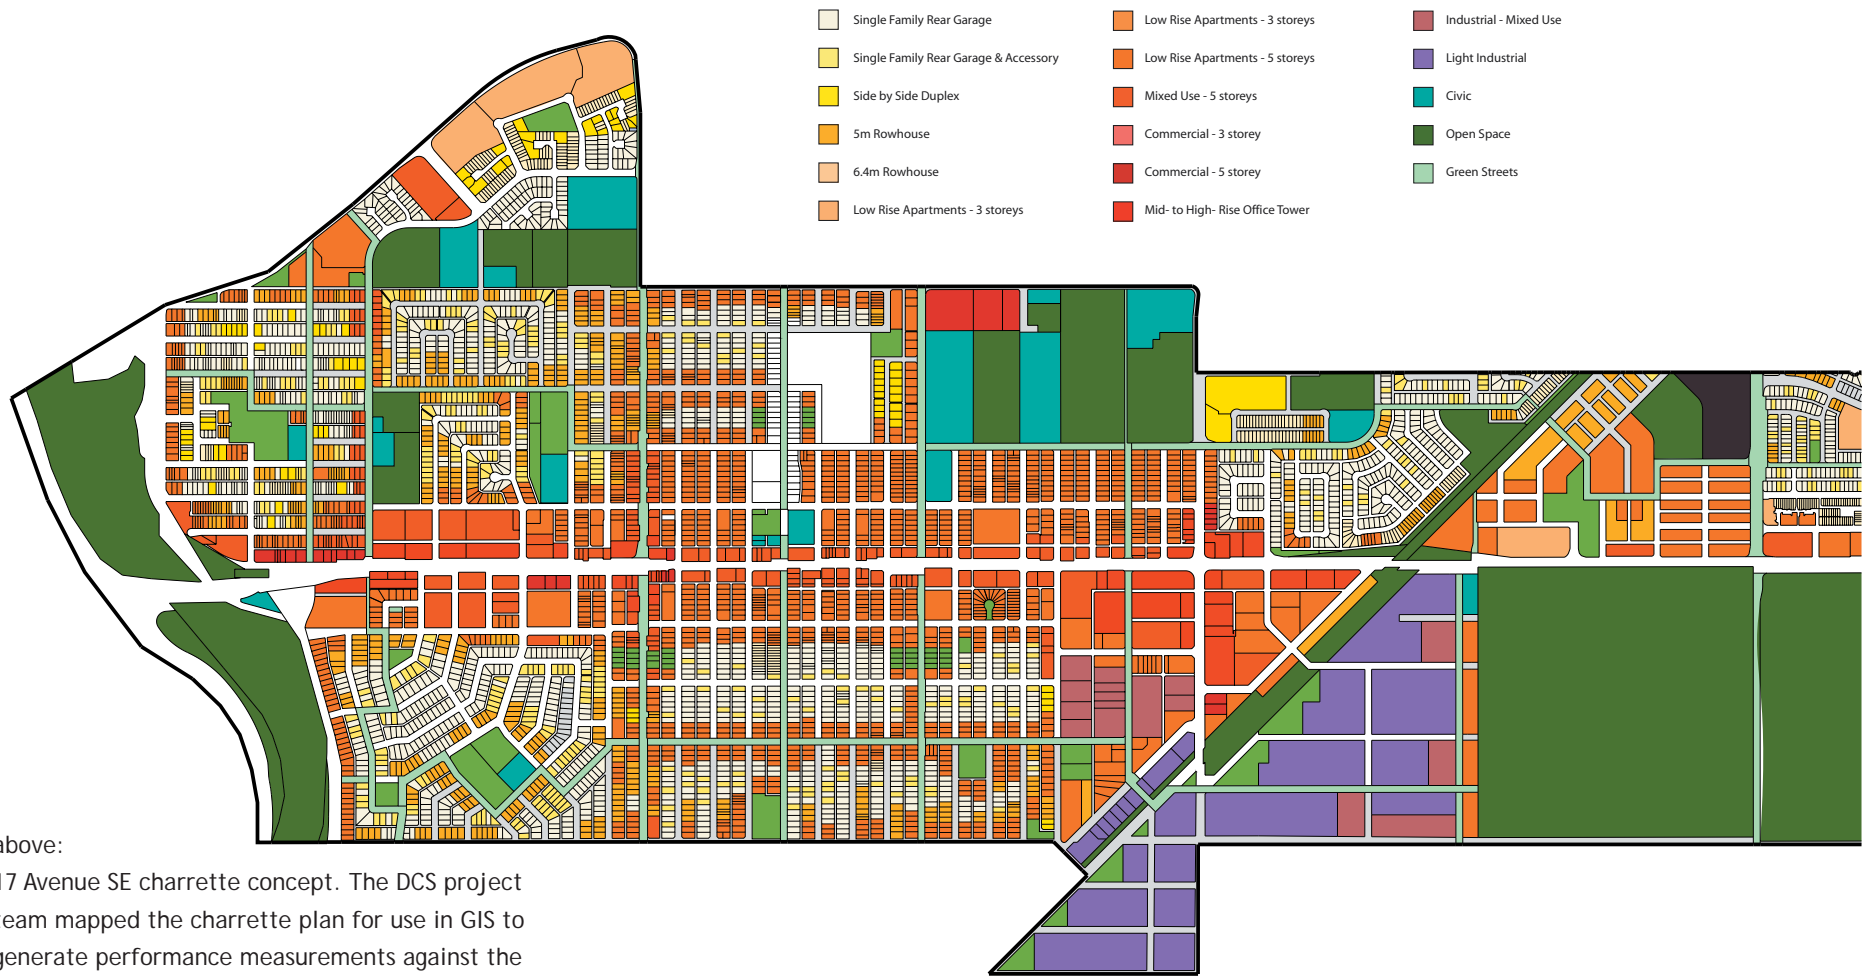 Single Family Rear Garage
Single Family Rear Garage & Accessory
Side by Side Duplex
5m Rowhouse
6.4m Rowhouse
Low Rise Apartments - 3 storeys
Low Rise Apartments - 3 storeys
Low Rise Apartments - 5 storeys
Mixed Use - 5 storeys
Commercial - 3 storey
Commercial - 5 storey
Mid- to High- Rise Office Tower
Industrial - Mixed Use
Light Industrial
Civic
Open Space
Green Streets
above:
17 Avenue SE charrette concept. The DCS project
team mapped the charrette plan for use in GIS to
generate performance measurements against the